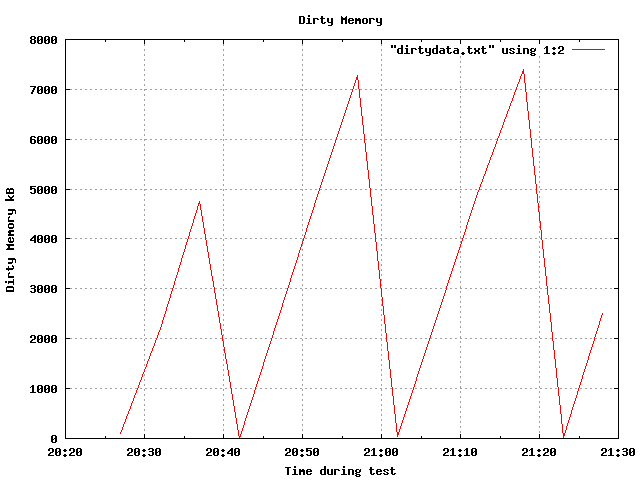 Dirty Memory
"dirtydata.txt" using 1:2
8000
7000
6000
5000
4000
3000
2000
1000
0
Dirty Memory kB
20:20 20:30 20:40 20:50 21:00 21:10 21:20 21:30
Time during test